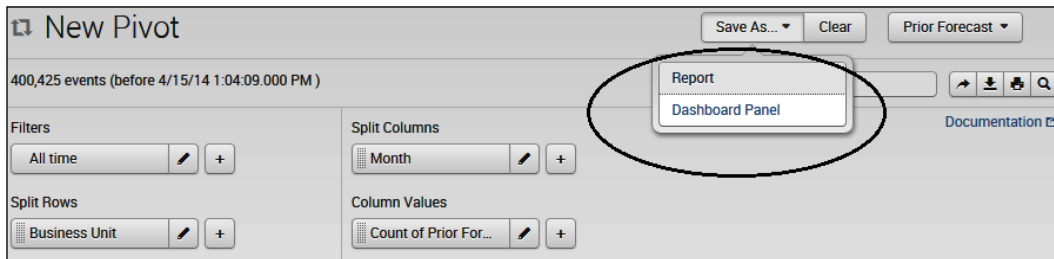 New Pivot
Save As...
Clear
Prior Forecast
400,425 events (before 4/15/14 1:04:09.000 PM )
Report
Dashboard Panel
Documentation
Filters
All time
Split Columns
Month
Split Rows
Business Unit
Column Values
Count of Prior For...